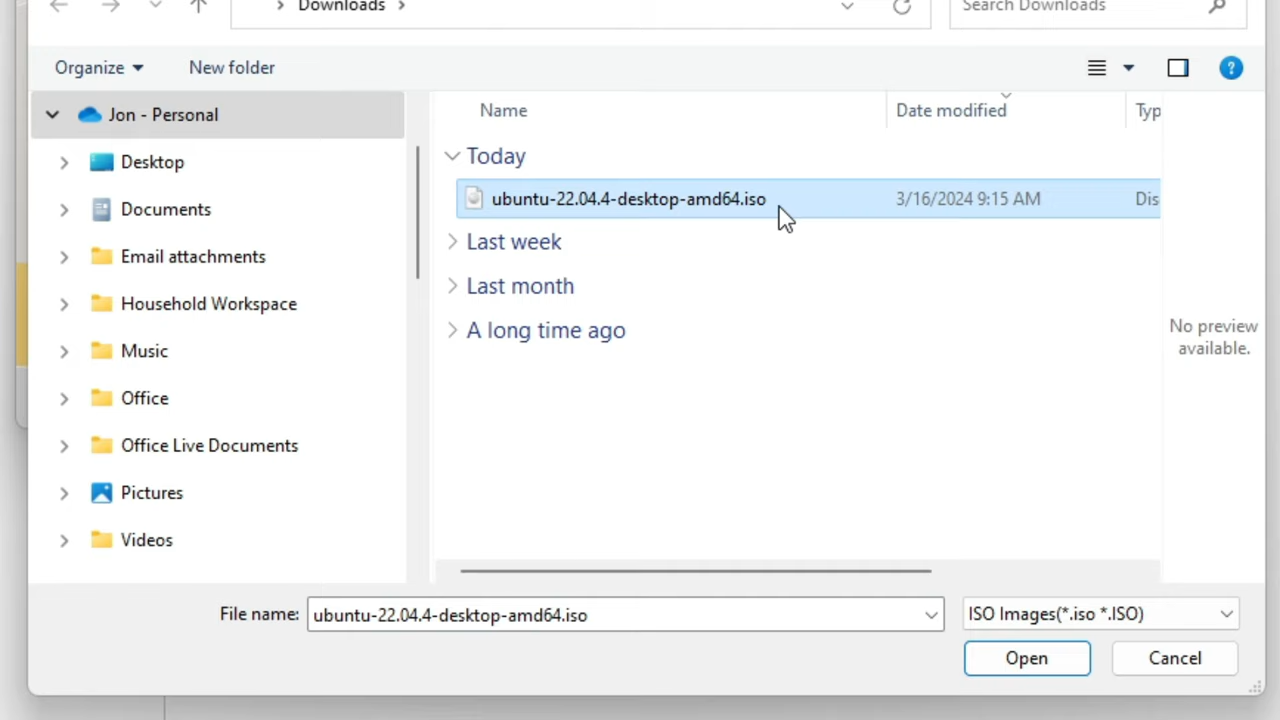 Downloads
Search Downloads
Organize
New folder
Jon - Personal
Desktop
Documents
Email attachments
Household Workspace
Music
Office
Office Live Documents
Pictures
Videos
Name
Date modified
Typ
Today
ubuntu-22.04.4-desktop-amd64.iso
3/16/2024 9:15 AM
Dis
Last week
Last month
A long time ago
No preview
available.
File name:
ubuntu-22.04.4-desktop-amd64.iso
ISO Images(*.iso *.ISO)
Open
Cancel